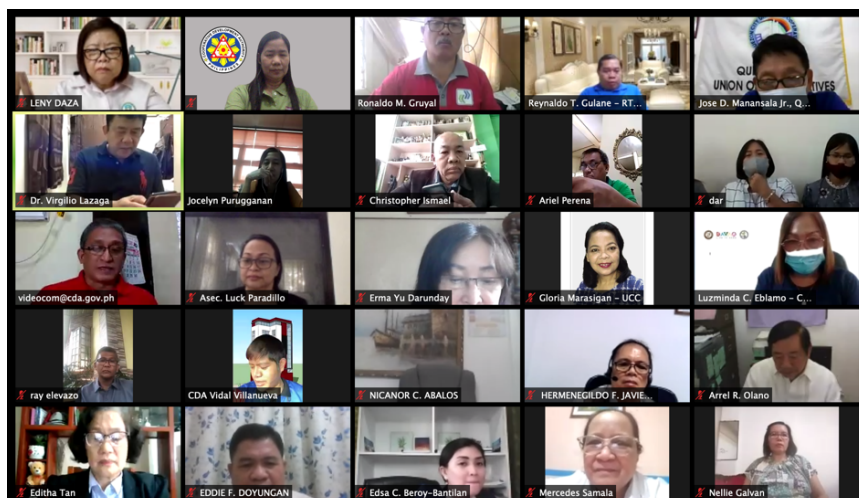 LENY DAZA
Ronaldo M. Gruyal
Reynaldo T. Gulane - RT...
UNION O
Jose D. Manansala Jr., Q...
Dr. Virgilio Lazaga
Jocelyn Purugganan
Christopher Ismael
Ariel Perena
dar
videocom@cda.gov.ph
Asec. Luck Paradillo
Erma Yu Darunday
Gloria Marasigan - UCC
Luzminda C. Eblamo - C...
ray elevazo
CDA Vidal Villanueva
NICANOR C. ABALOS
HERMENEGILDO F. JAVIE...
Arrel R. Olano
Editha Tan
EDDIE F. DOYUNGAN
Edsa C. Beroy-Bantilan
Mercedes Samala
Nellie Galvan